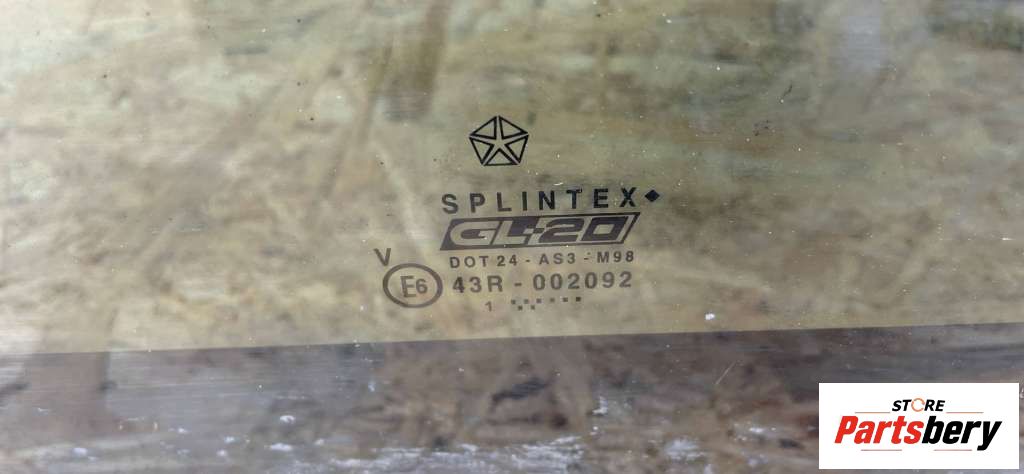 SPLINTEX
GL-20
DOT 24 - AS3 - M98
V
E6 43R - 002092
1
STORE
Partsbery